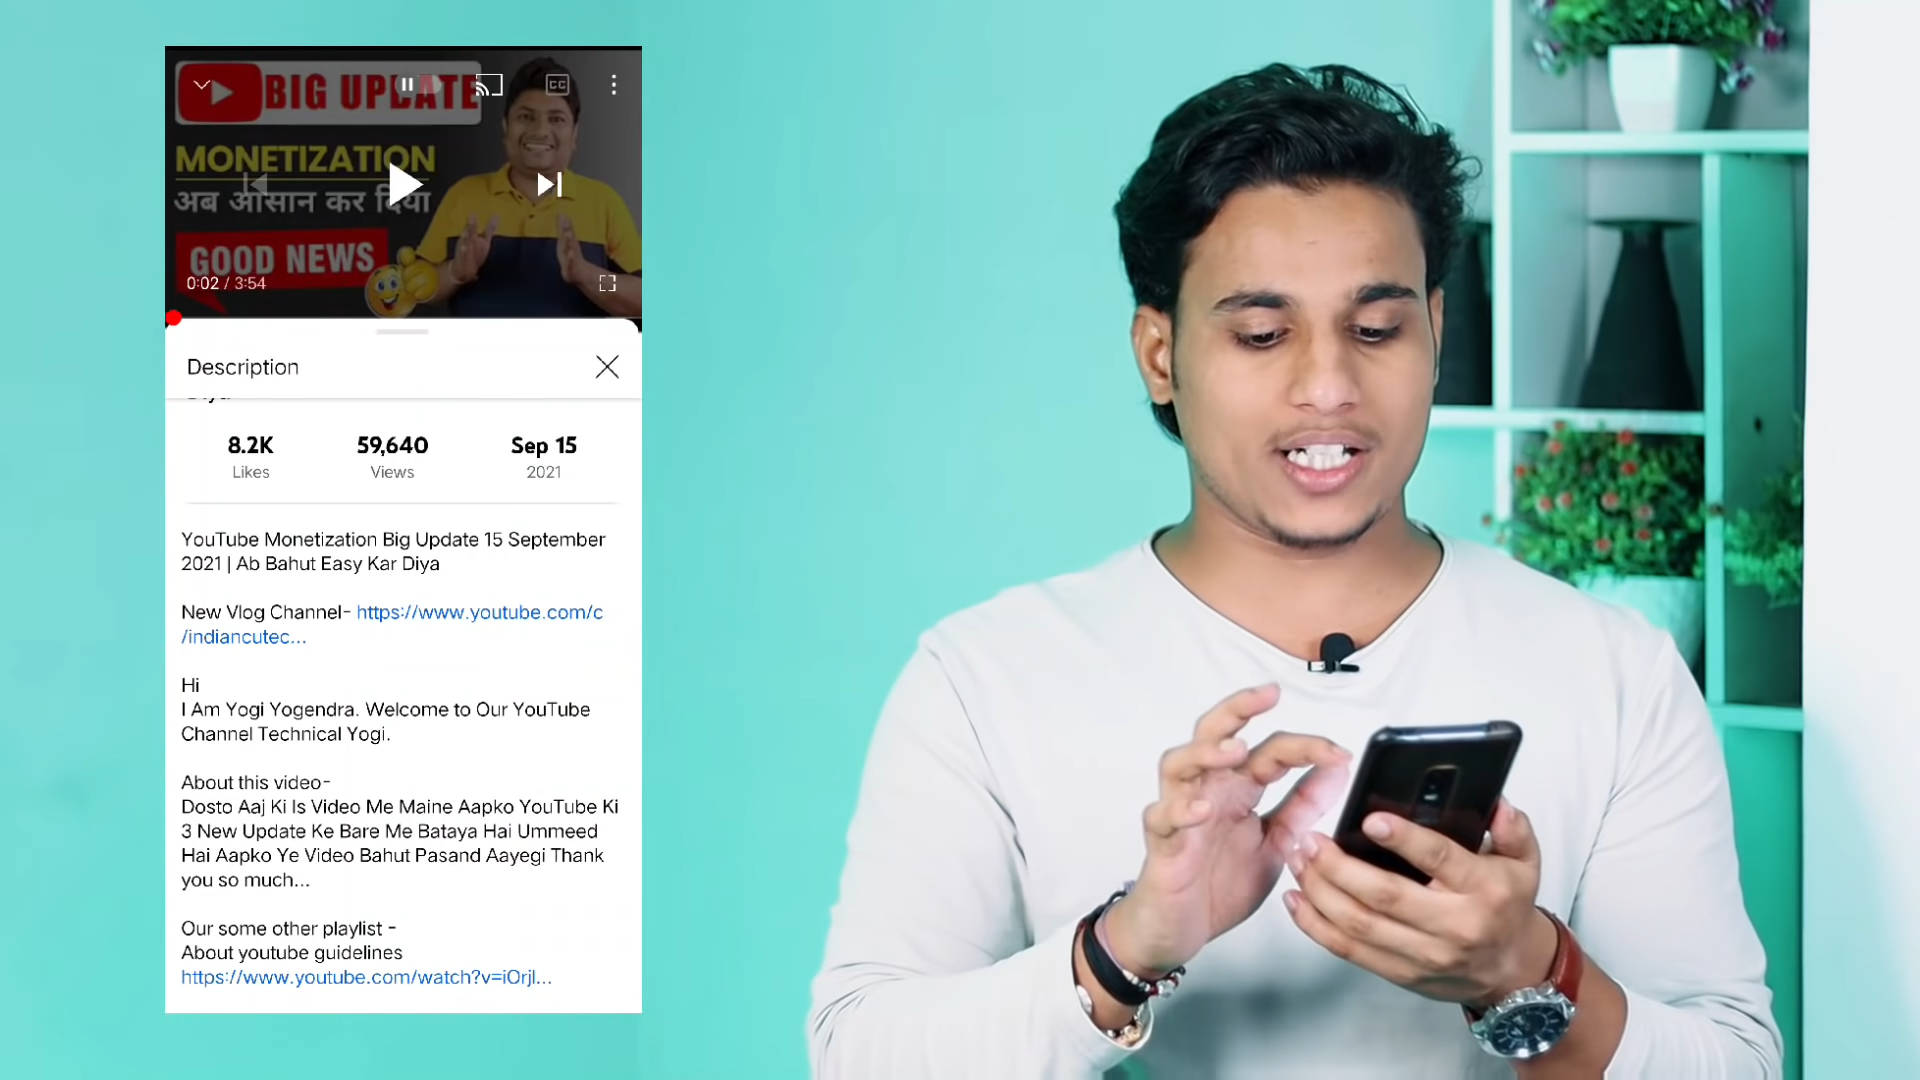 BIG UPDATE
CC
MONETIZATION
अब आसान कर दिया
GOOD NEWS
0:02 / 3:54
Description
8.2K
59,640
Sep 15
Likes
Views
2021
YouTube Monetization Big Update 15 September
2021 | Ab Bahut Easy Kar Diya
New Vlog Channel- https://www.youtube.com/c
/indiancutec...
Hi
I Am Yogi Yogendra. Welcome to Our YouTube
Channel Technical Yogi.
About this video-
Dosto Aaj Ki Is Video Me Maine Aapko YouTube Ki
3 New Update Ke Bare Me Bataya Hai Ummeed
Hai Aapko Ye Video Bahut Pasand Aayegi Thank
you so much...
Our some other playlist -
About youtube guidelines
https://www.youtube.com/watch?v=iOrjl...